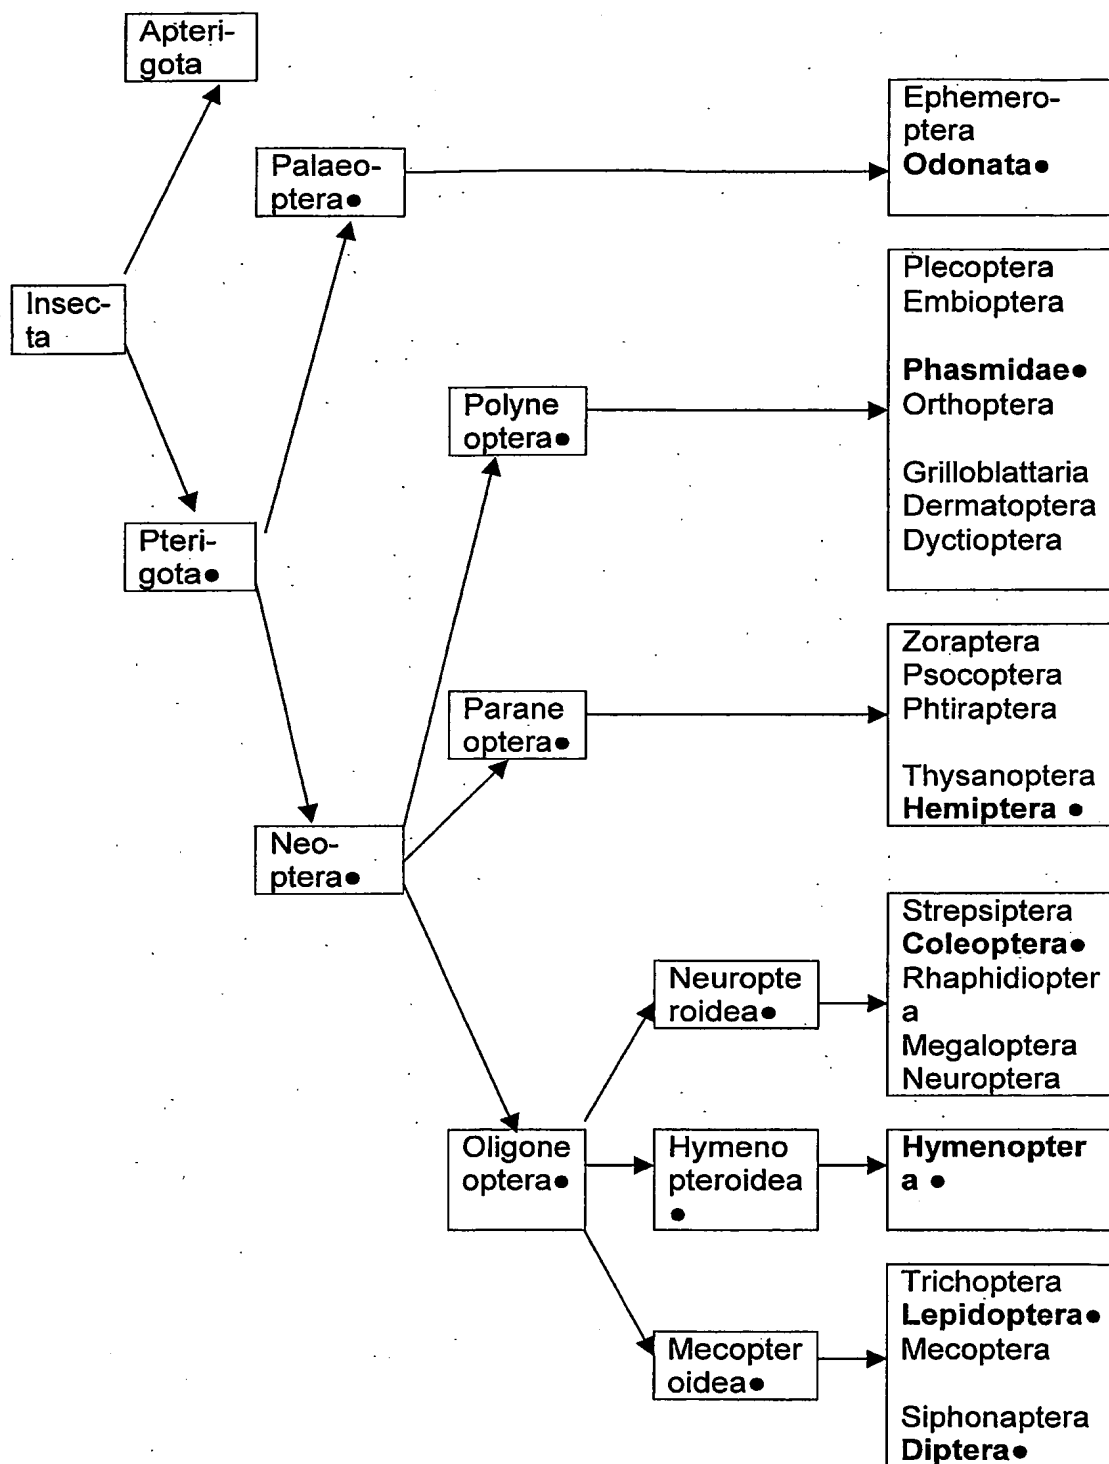 Apteri-
gota
Palaeo-
ptera●
Ephemero-
ptera
Odonata●
Insec-
ta
Plecoptera
Embioptera
Phasmidae●
Orthoptera
Grilloblattaria
Dermatoptera
Dyctioptera
Polyne
optera●
Pteri-
gota●
Zoraptera
Psocoptera
Phtiraptera
Thysanoptera
Hemiptera ●
Parane
optera●
Neo-
ptera●
Strepsiptera
Coleoptera●
Rhaphidiopter
a
Megaloptera
Neuroptera
Neuropte
roidea●
Oligone
optera●
Hymeno
pteroidea
●
Hymenopter
a ●
Trichoptera
Lepidoptera●
Mecoptera
Siphonaptera
Diptera●
Mecopter
oidea●